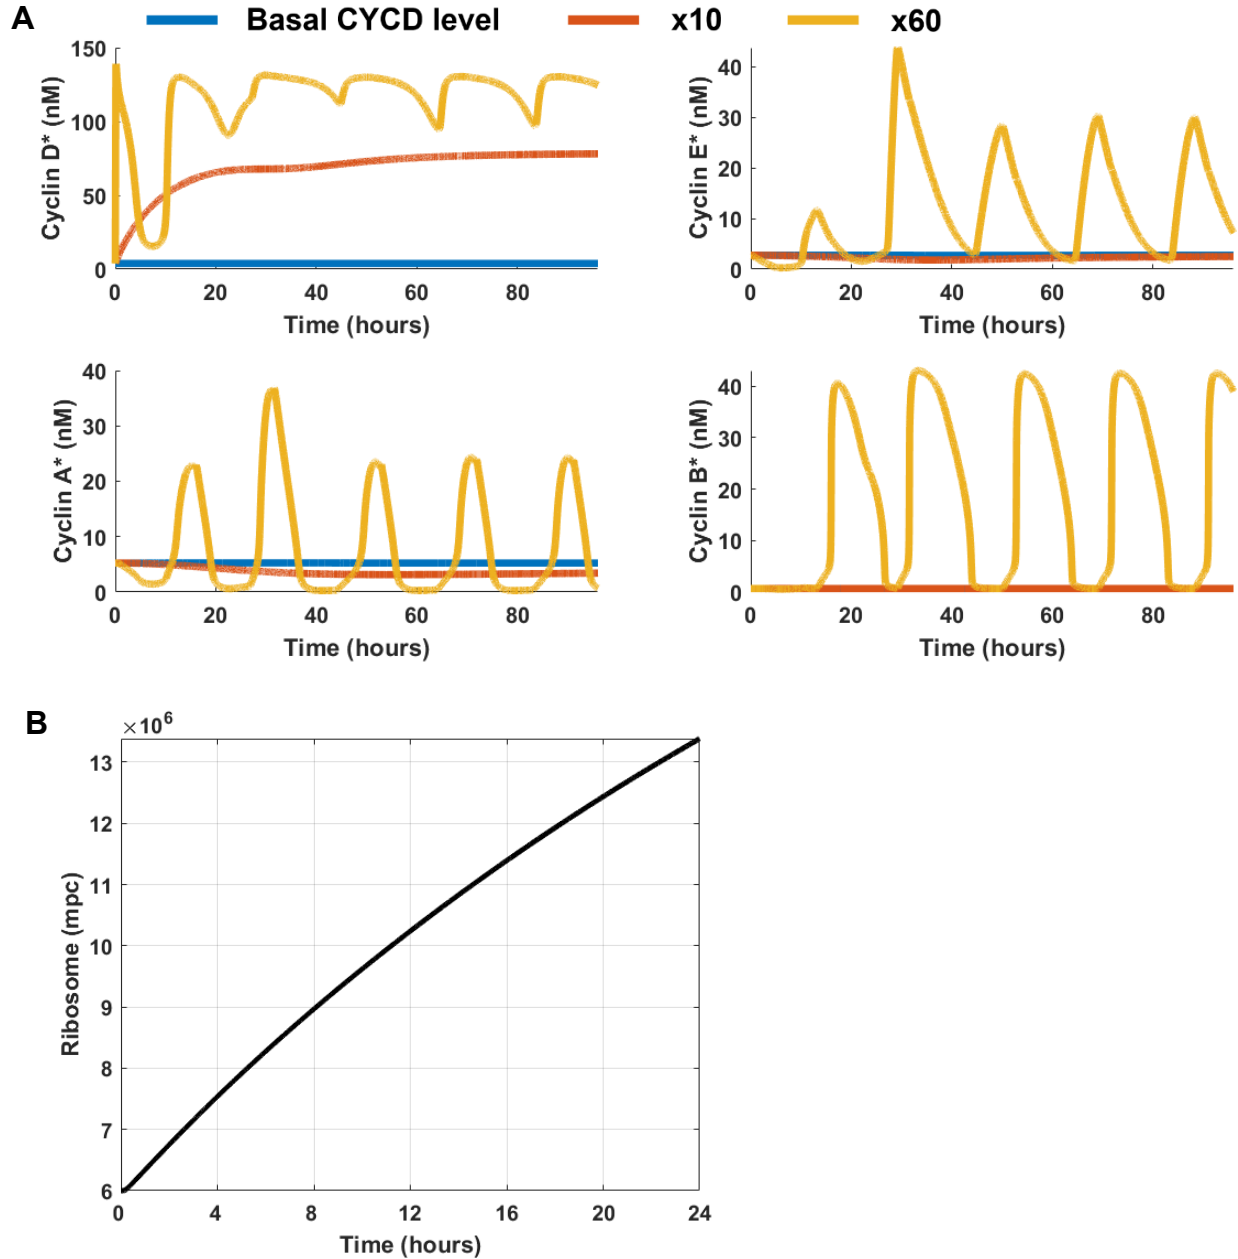 A
Basal CYCD level x10 x60
Cyclin D* (nM)
150
100
50
0
0 20 40 60 80
Time (hours)
Cyclin E* (nM)
40
30
20
10
0
0 20 40 60 80
Time (hours)
Cyclin A* (nM)
40
30
20
10
0
0 20 40 60 80
Time (hours)
Cyclin B* (nM)
40
30
20
10
0
0 20 40 60 80
Time (hours)
B
×10⁶
Ribosome (mpc)
13
12
11
10
9
8
7
6
0 4 8 12 16 20 24
Time (hours)